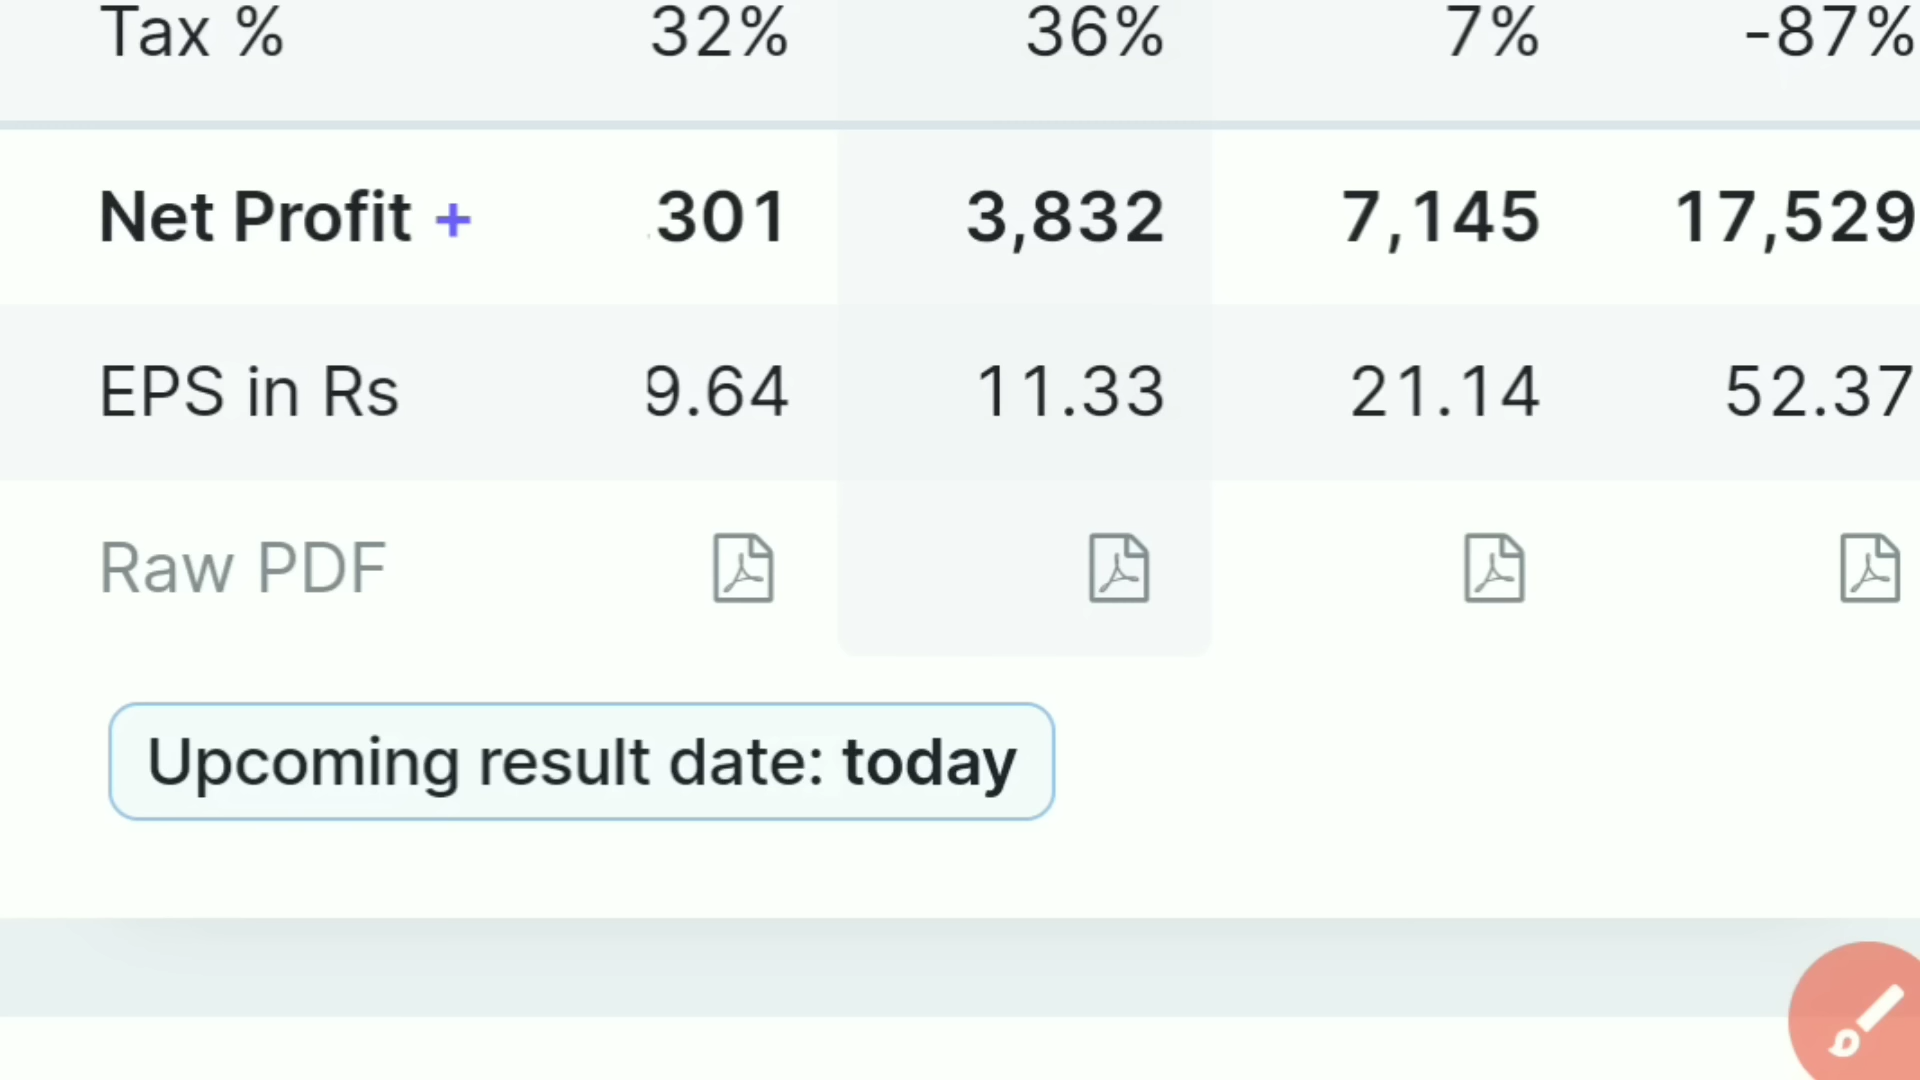 Tax % 32% 36% 7% -87%
Net Profit + 301 3,832 7,145 17,529
EPS in Rs 9.64 11.33 21.14 52.37
Raw PDF
Upcoming result date: today